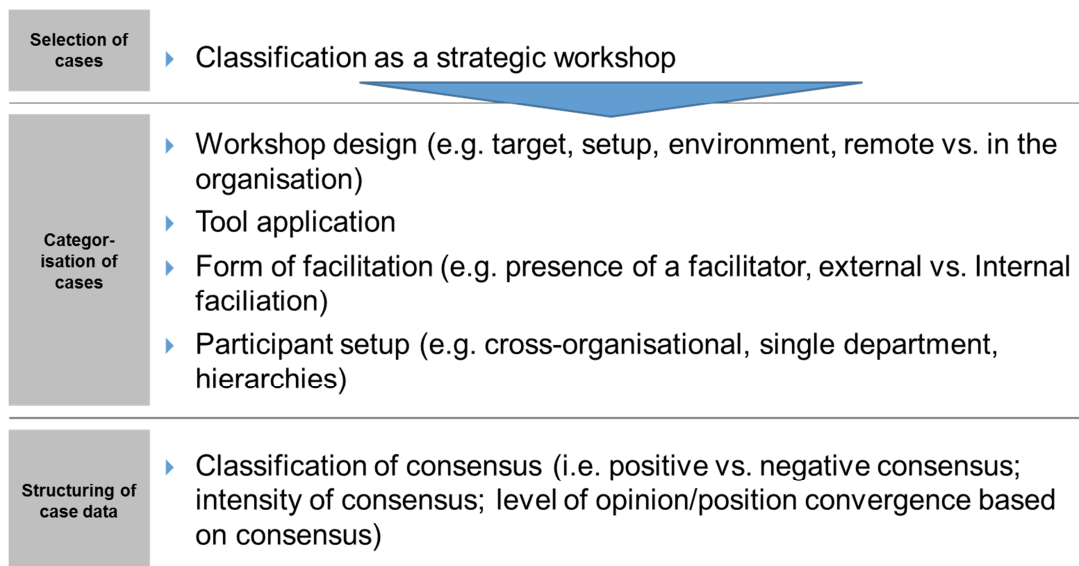 Selection of
cases
Classification as a strategic workshop
Categor-
isation of
cases
Workshop design (e.g. target, setup, environment, remote vs. in the
organisation)
Tool application
Form of facilitation (e.g. presence of a facilitator, external vs. Internal
faciliation)
Participant setup (e.g. cross-organisational, single department,
hierarchies)
Structuring of
case data
Classification of consensus (i.e. positive vs. negative consensus;
intensity of consensus; level of opinion/position convergence based
on consensus)